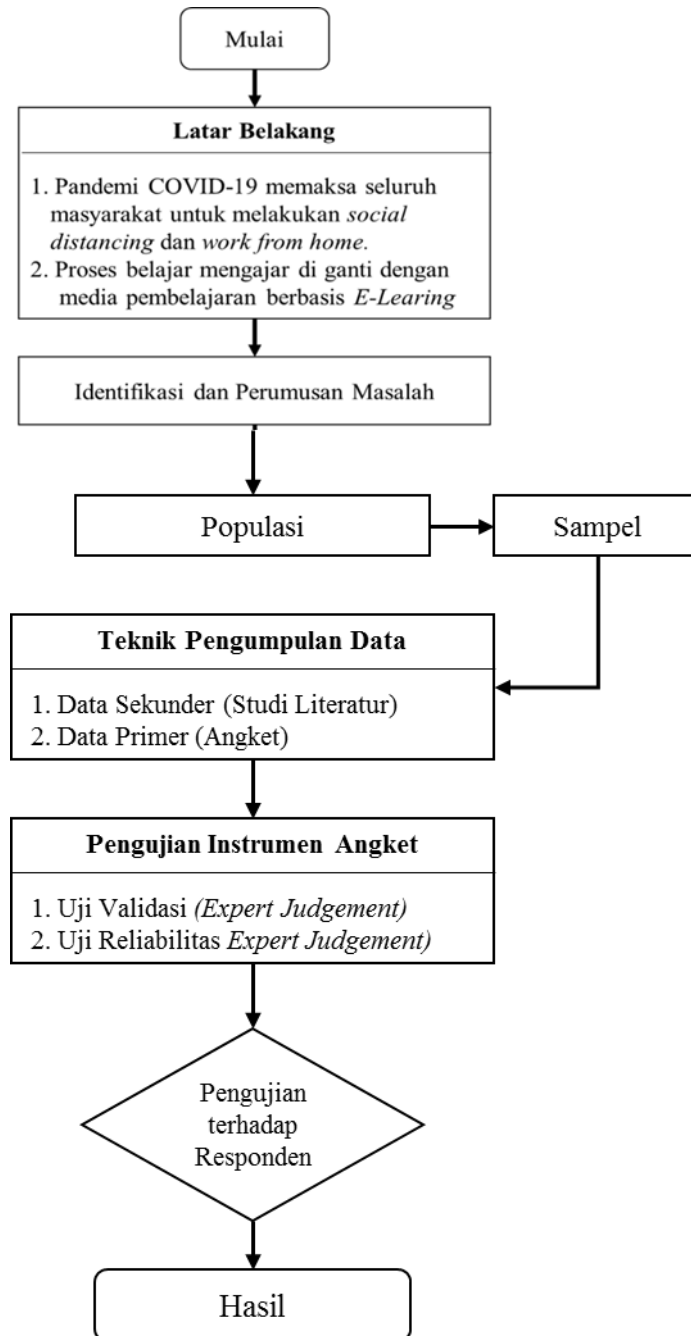 Mulai
Latar Belakang
1. Pandemi COVID-19 memaksa seluruh
masyarakat untuk melakukan social
distancing dan work from home.
2. Proses belajar mengajar di ganti dengan
media pembelajaran berbasis E-Learing
Identifikasi dan Perumusan Masalah
Populasi
Sampel
Teknik Pengumpulan Data
1. Data Sekunder (Studi Literatur)
2. Data Primer (Angket)
Pengujian Instrumen Angket
1. Uji Validasi (Expert Judgement)
2. Uji Reliabilitas Expert Judgement)
Pengujian
terhadap
Responden
Hasil